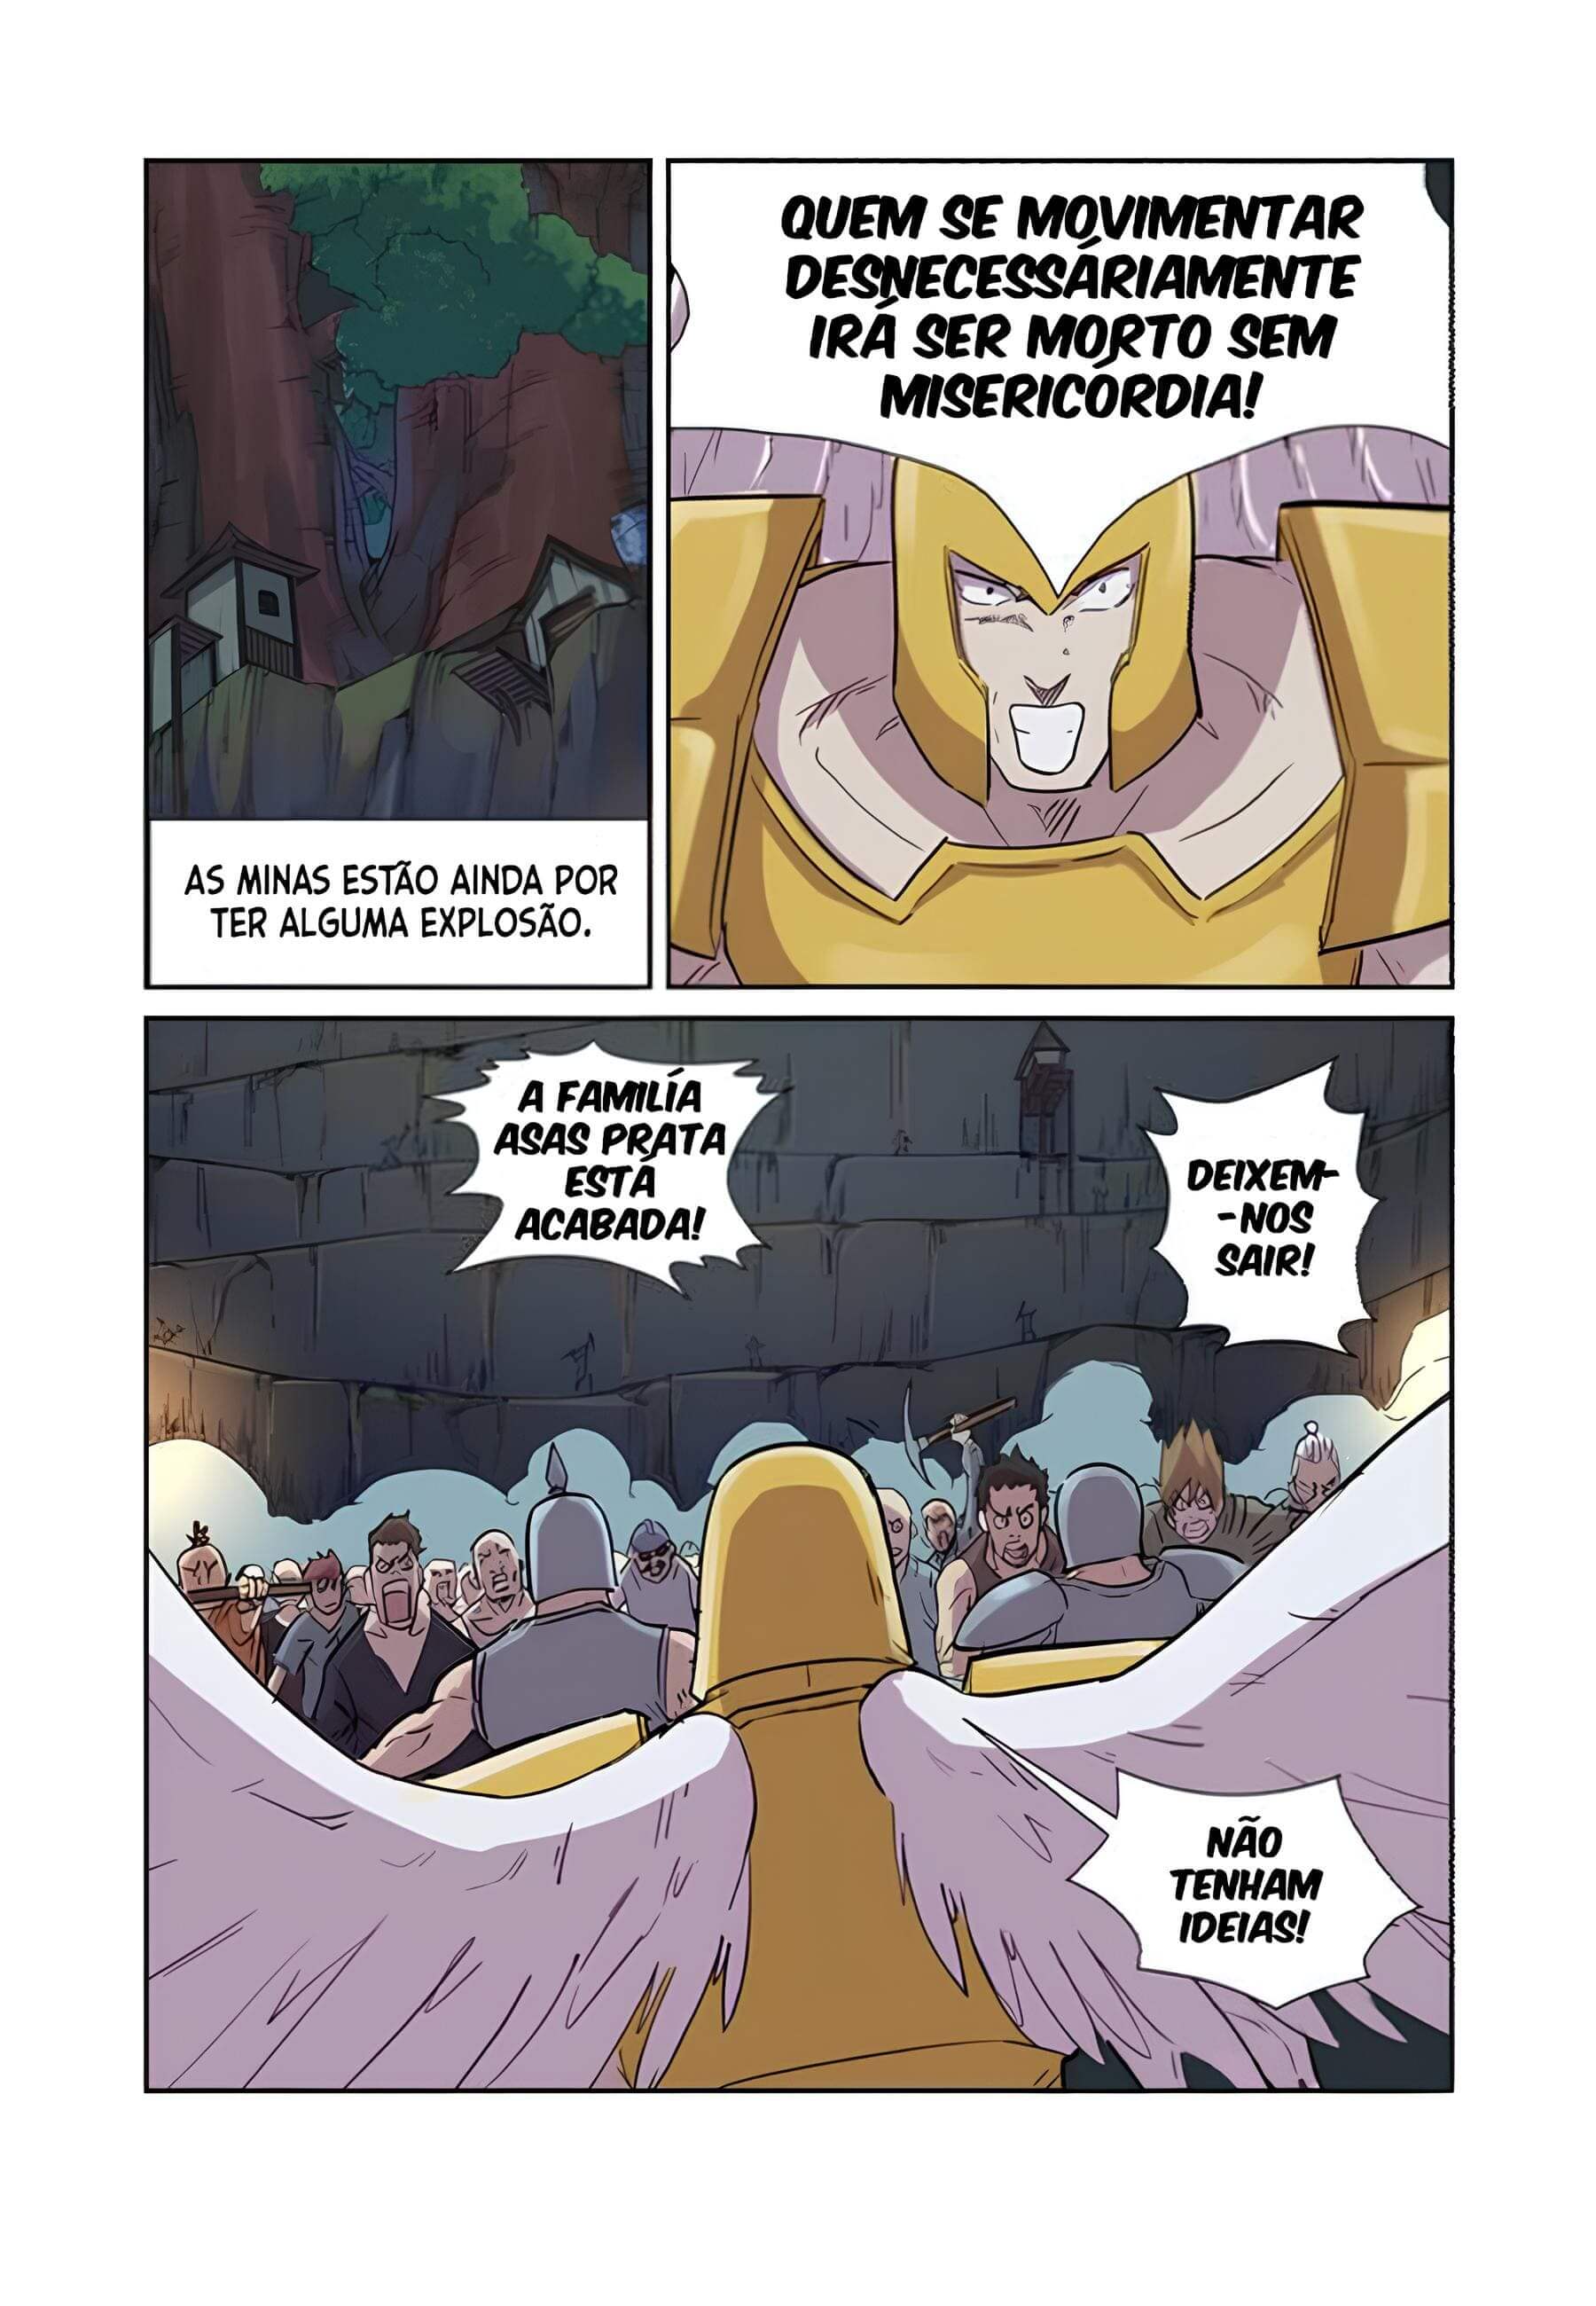 AS MINAS ESTÃO AINDA POR
TER ALGUMA EXPLOSÃO.
QUEM SE MOVIMENTAR
DESNECESSÁRIAMENTE
IRÁ SER MORTO SEM
MISERICÓRDIA!
A FAMILÍA
ASAS PRATA
ESTÁ
ACABADA!
DEIXEM-
-NOS
SAIR!
NÃO
TENHAM
IDEIAS!